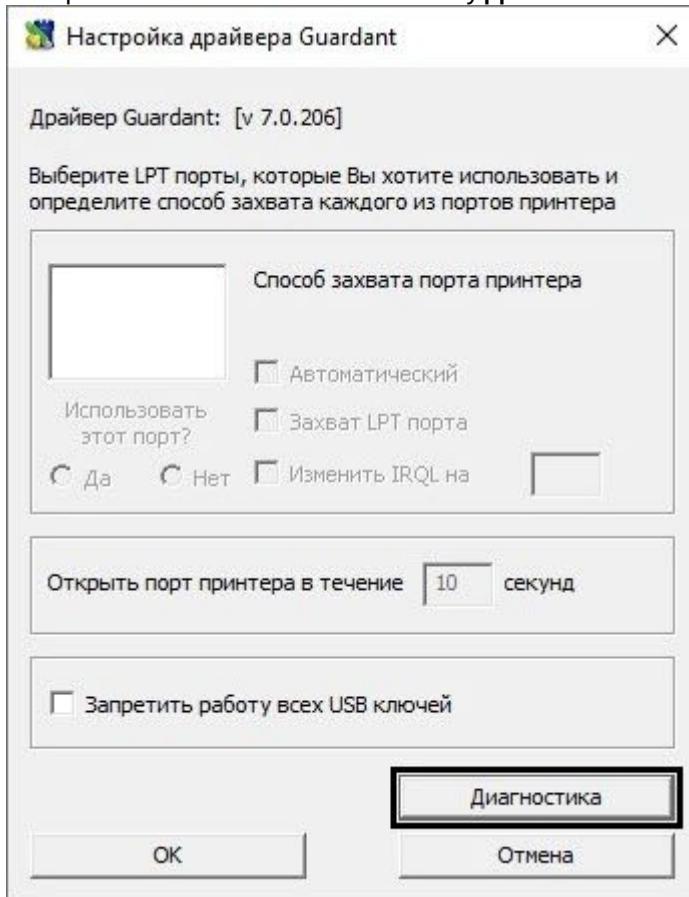 Настройка драйвера Guardant
Драйвер Guardant: [v 7.0.206]
Выберите LPT порты, которые Вы хотите использовать и
определите способ захвата каждого из портов принтера
Способ захвата порта принтера
Автоматический
Использовать
этот порт?
Захват LPT порта
Да Нет Изменить IRQL на
Открыть порт принтера в течение 10 секунд
Запретить работу всех USB ключей
Диагностика
OK Отмена